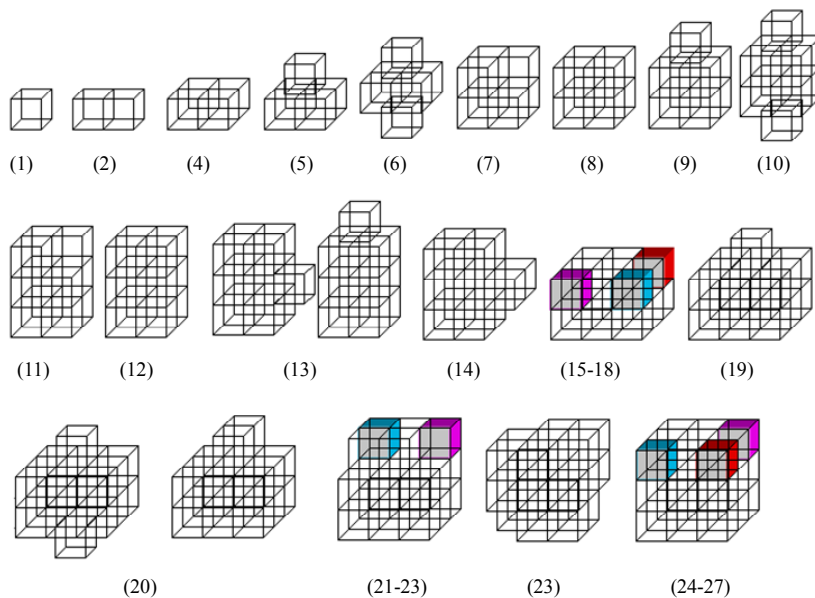 (1) (2) (4) (5) (6) (7) (8) (9) (10)
(11) (12) (13) (14) (15-18) (19)
(20) (21-23) (23) (24-27)